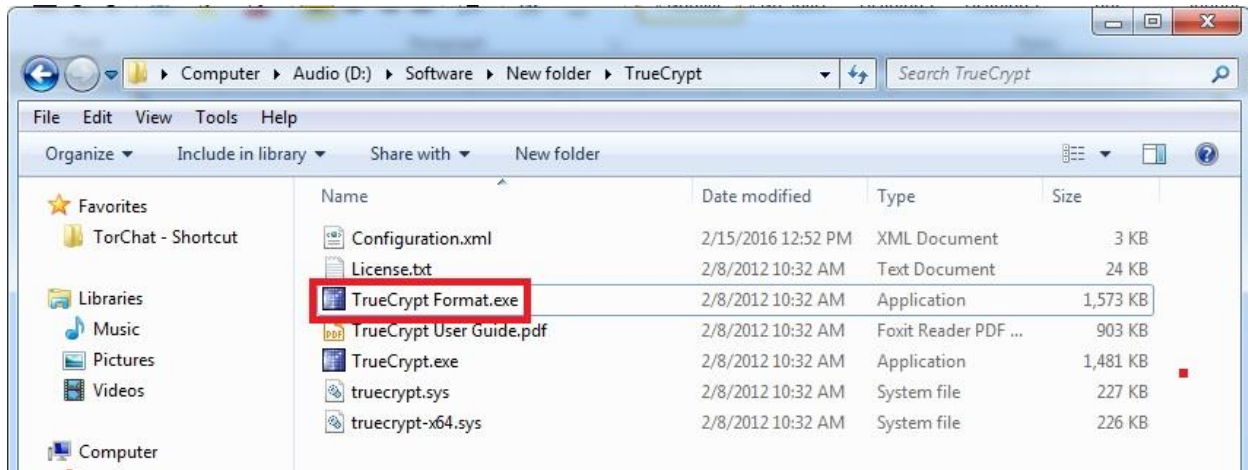 Computer Audio (D:) Software New folder TrueCrypt Search TrueCrypt
File Edit View Tools Help
Organize Include in library Share with New folder
Name Date modified Type Size
Favorites
TorChat - Shortcut
Configuration.xml 2/15/2016 12:52 PM XML Document 3 KB
License.txt 2/8/2012 10:32 AM Text Document 24 KB
Libraries
TrueCrypt Format.exe 2/8/2012 10:32 AM Application 1,573 KB
Music
TrueCrypt User Guide.pdf 2/8/2012 10:32 AM Foxit Reader PDF ... 903 KB
Pictures
TrueCrypt.exe 2/8/2012 10:32 AM Application 1,481 KB
Videos
truecrypt.sys 2/8/2012 10:32 AM System file 227 KB
truecrypt-x64.sys 2/8/2012 10:32 AM System file 226 KB
Computer